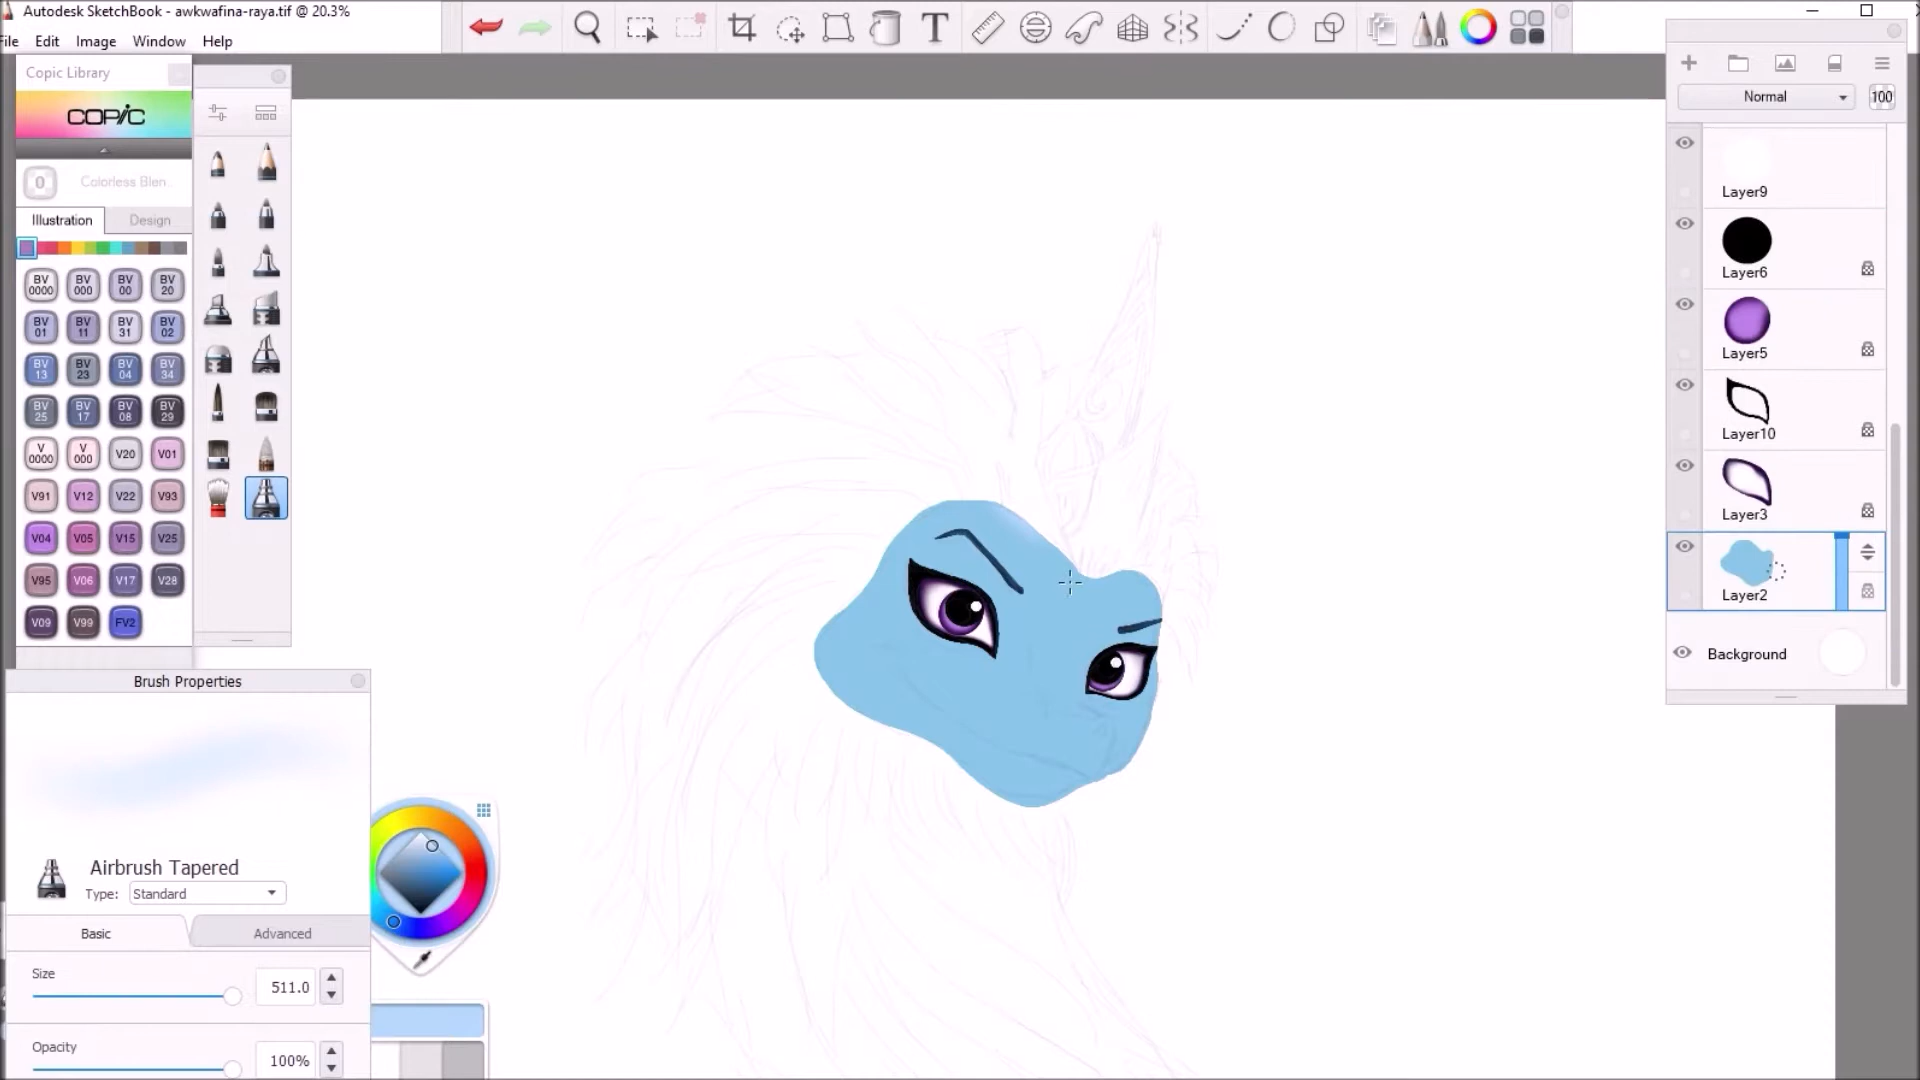 Autodesk SketchBook - awkwafina-raya.tif @ 20.3%
File Edit Image Window Help
Copic Library
COPIC
0 Colorless Blen
Illustration Design
BV 0000 BV 000 BV 00 BV 20
BV 01 BV 11 BV 31 BV 02
BV 13 BV 23 BV 04 BV 34
BV 25 BV 17 BV 08 BV 29
V 0000 V 000 V20 V01
V91 V12 V22 V93
V04 V05 V15 V25
V95 V06 V17 V28
V09 V99 FV2
Brush Properties
Airbrush Tapered
Type: Standard
Basic Advanced
Size
511.0
Opacity
100%
Normal 100
Layer9
Layer6
Layer5
Layer10
Layer3
Layer2
Background